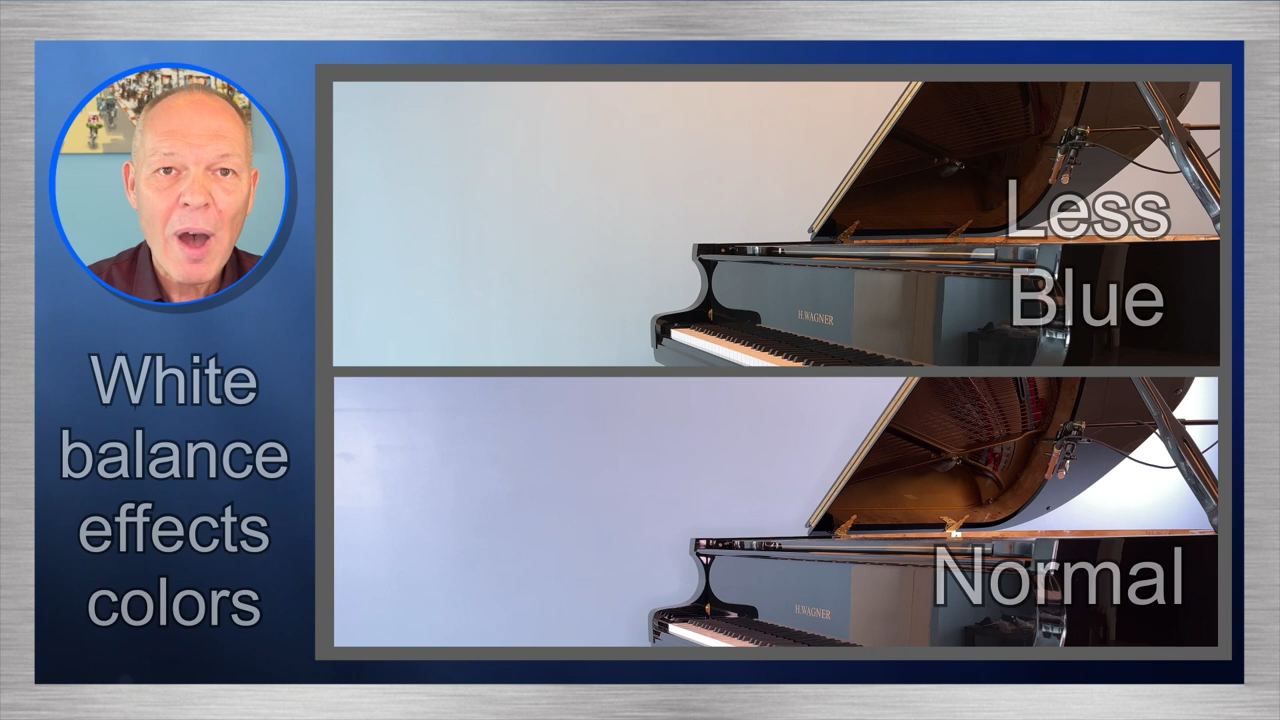 White
balance
effects
colors
Less
Blue
H.WAGNER
Normal
H.WAGNER